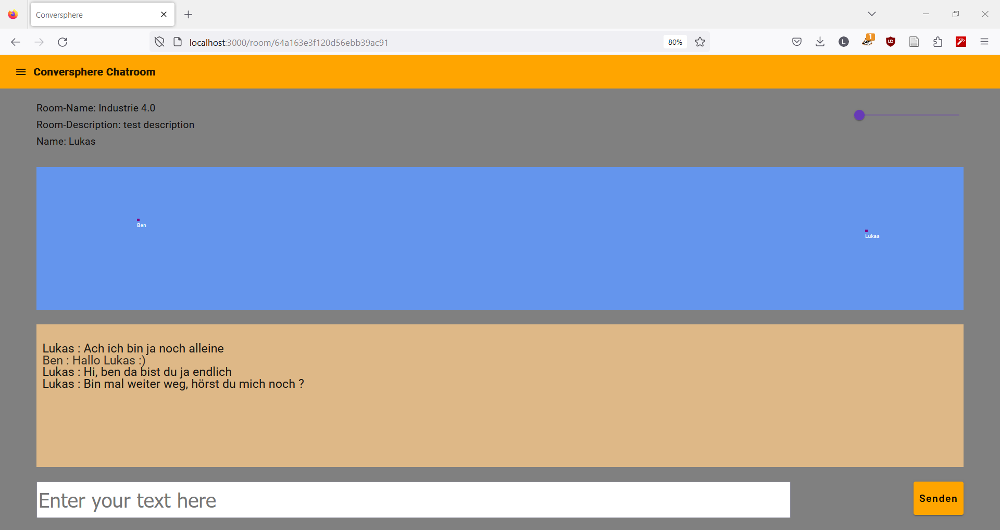 Conversphere
localhost:3000/room/64a163e3f120d56ebb39ac91
80%
L
1
Conversphere Chatroom
Room-Name: Industrie 4.0
Room-Description: test description
Name: Lukas
Ben
Lukas
Lukas : Ach ich bin ja noch alleine
Ben : Hallo Lukas :)
Lukas : Hi, ben da bist du ja endlich
Lukas : Bin mal weiter weg, hörst du mich noch ?
Enter your text here
Senden